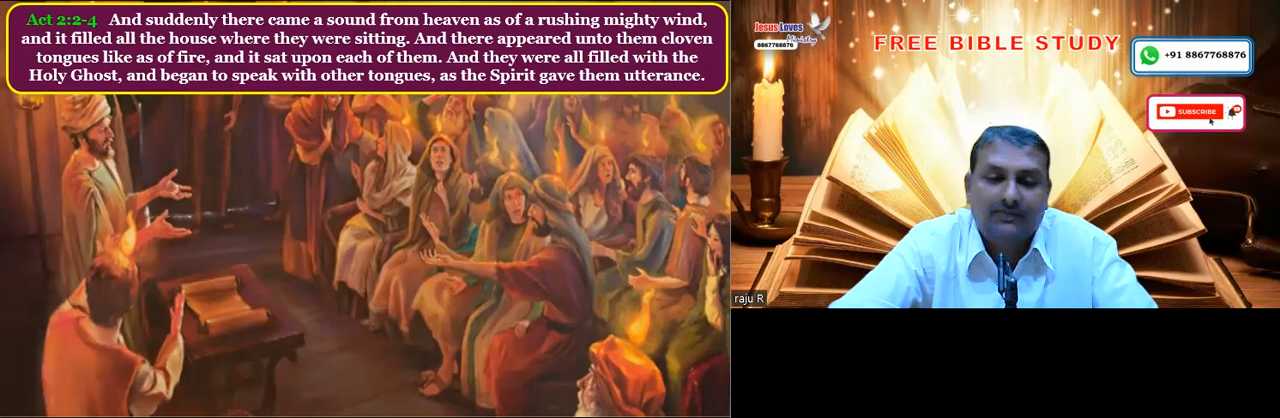 Act 2:2-4 And suddenly there came a sound from heaven as of a rushing mighty wind,
and it filled all the house where they were sitting. And there appeared unto them cloven
tongues like as of fire, and it sat upon each of them. And they were all filled with the
Holy Ghost, and began to speak with other tongues, as the Spirit gave them utterance.
Jesus Loves
Ministry
8867768876
FREE BIBLE STUDY
+91 8867768876
SUBSCRIBE
raju R